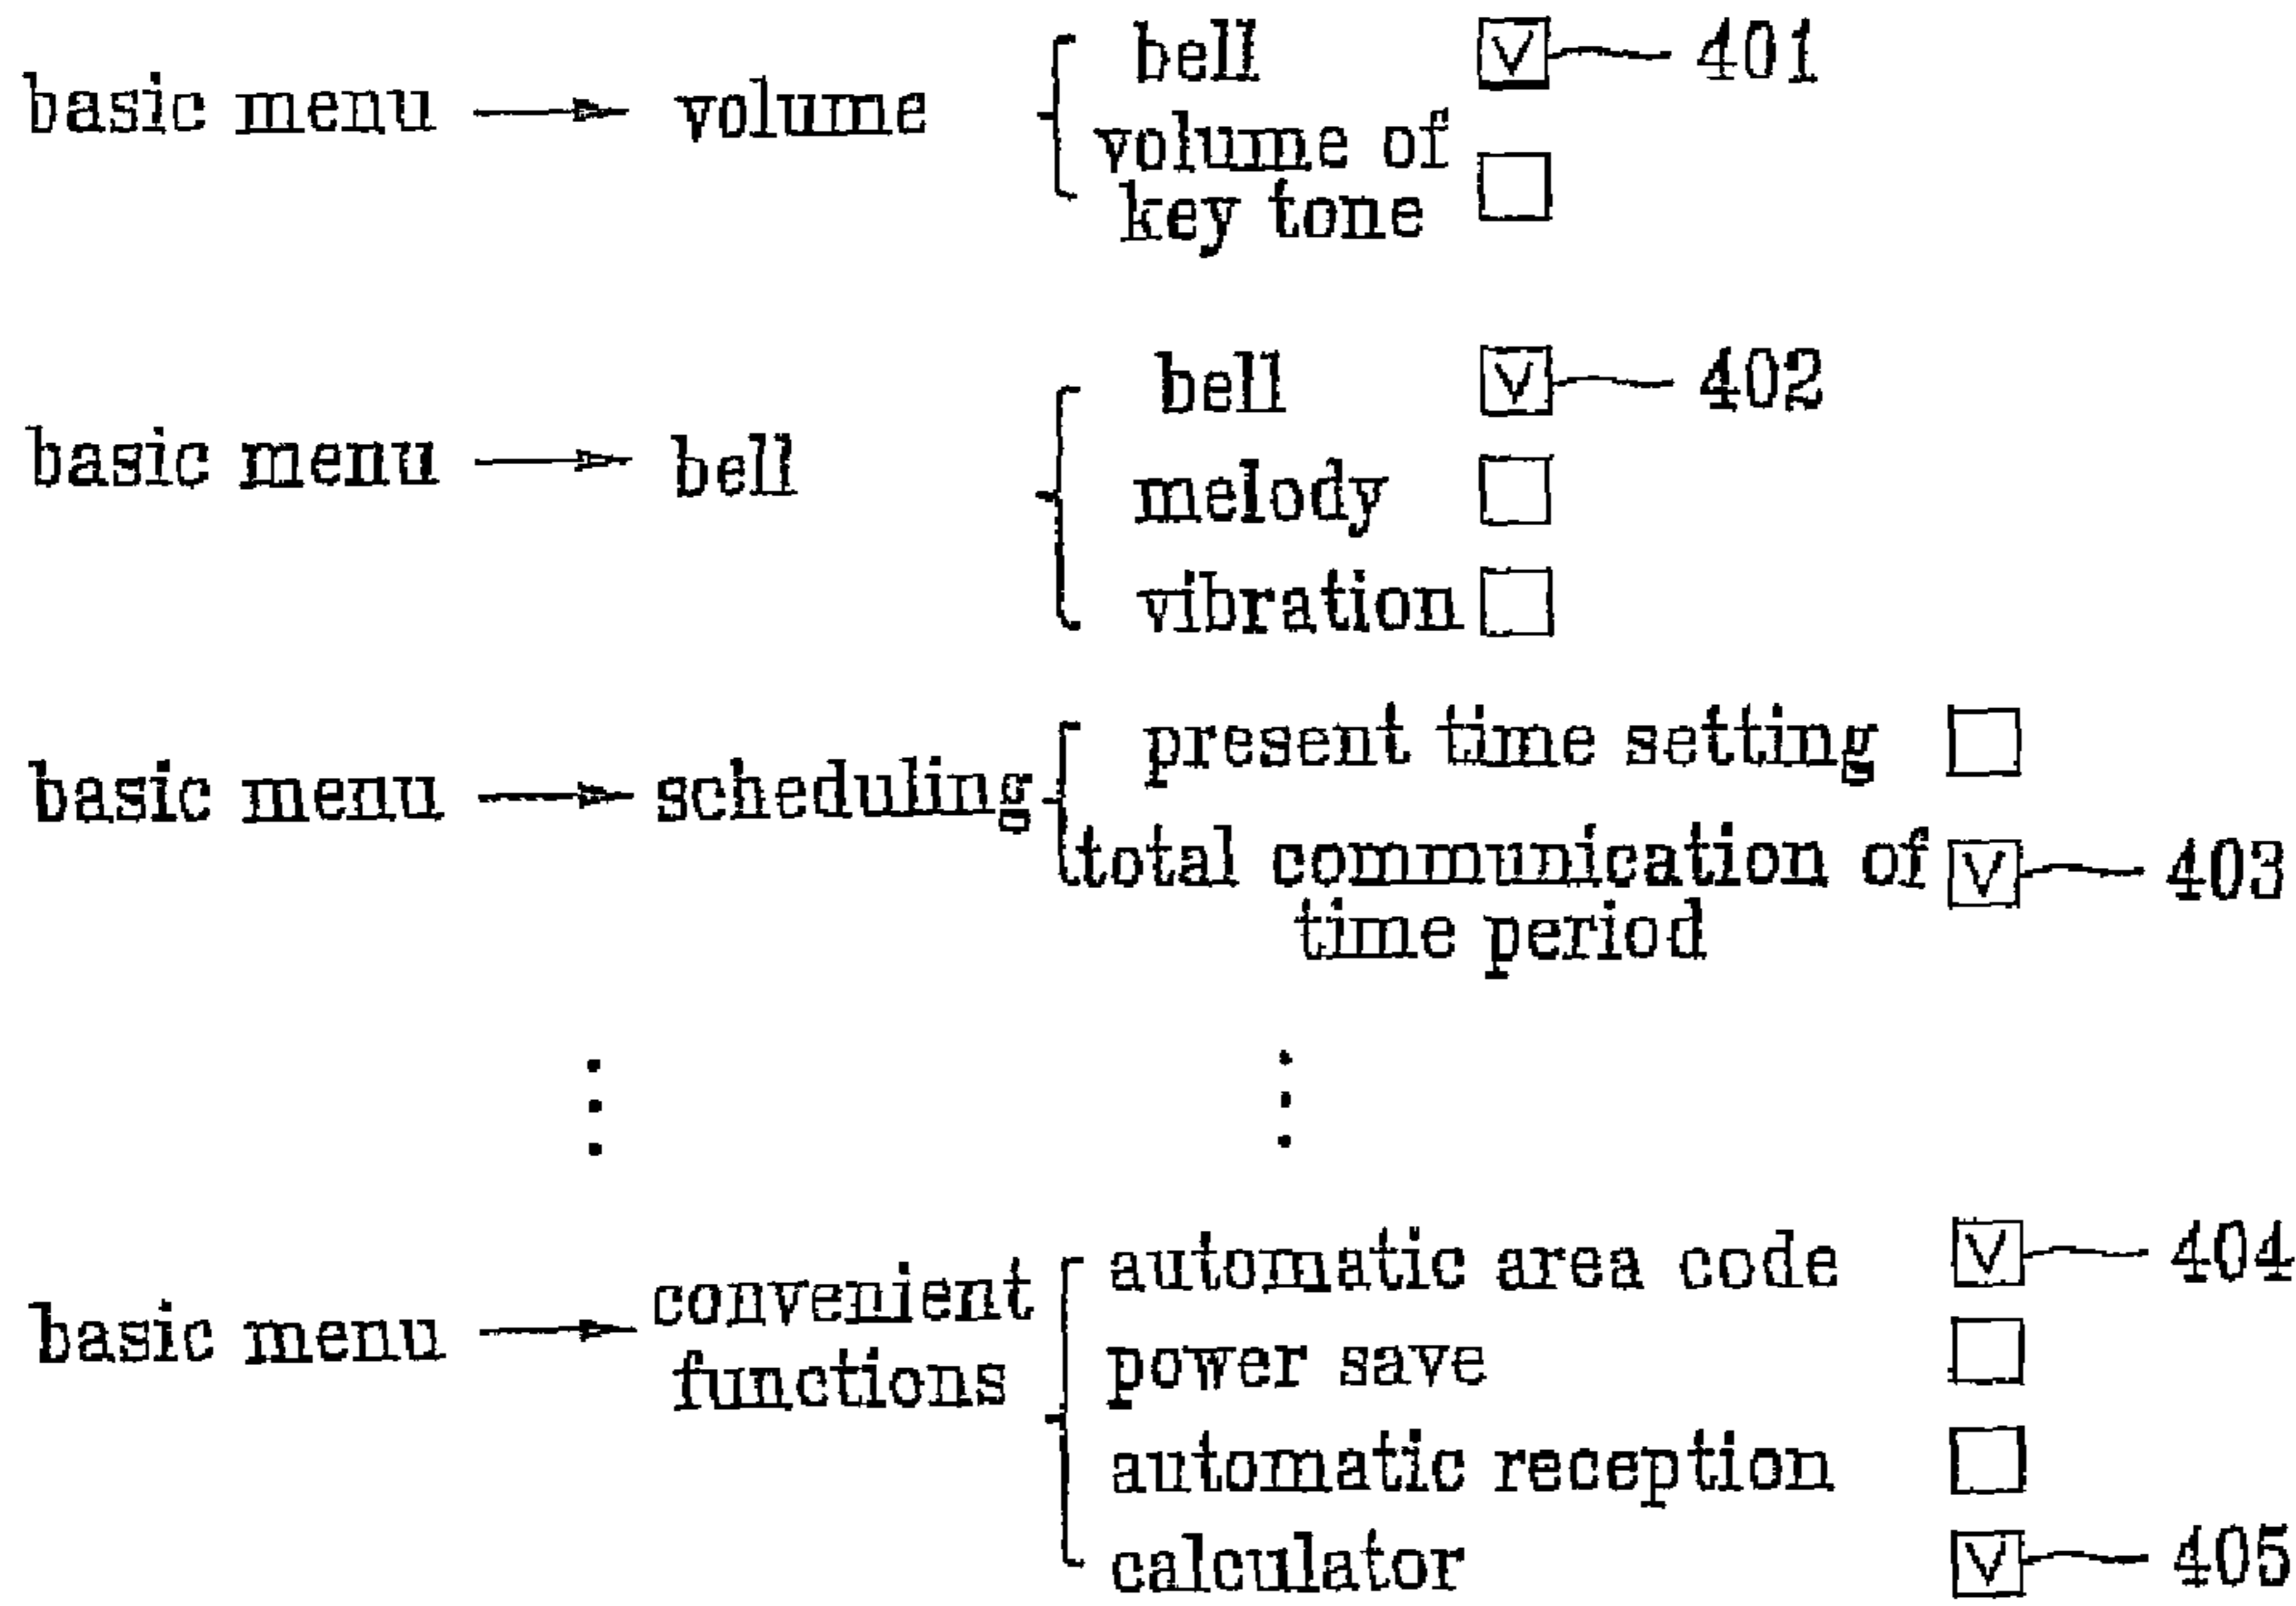 bell 401
basic menu volume
volume of
key tone
bell 402
basic menu bell
melody
vibration
present time setting
basic menu scheduling
total communication of 403
time period
automatic area code 404
convenient
basic menu
functions
power save
automatic reception
calculator 405